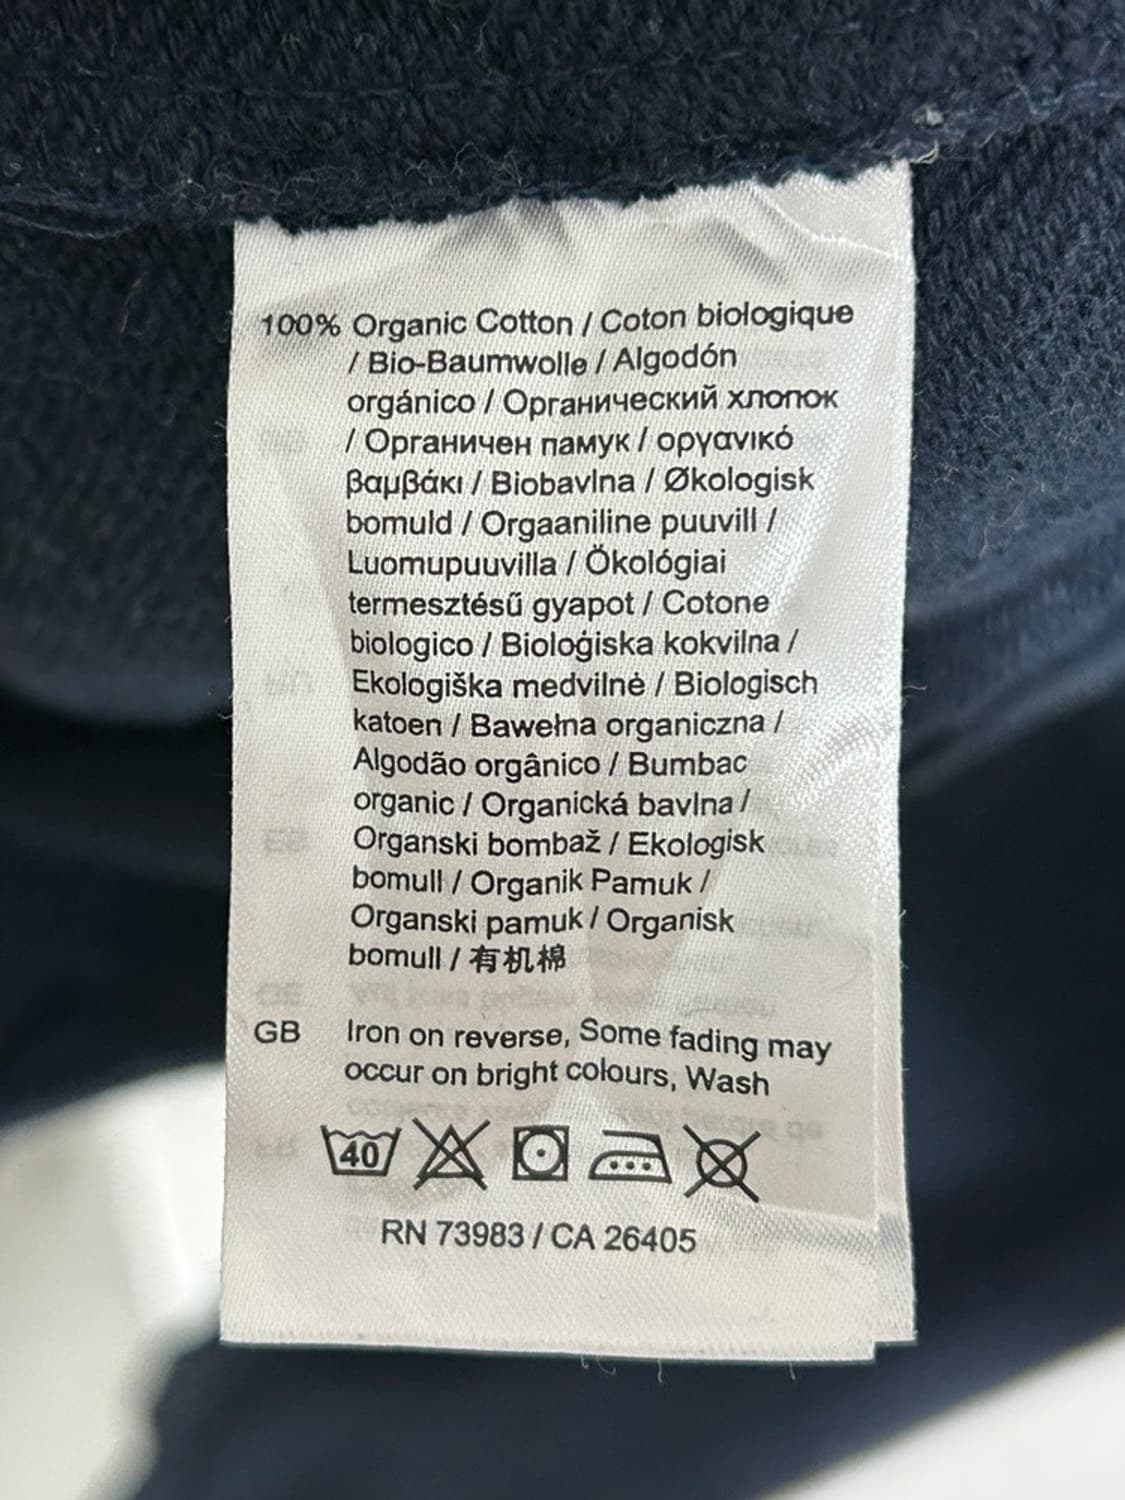 100% Organic Cotton / Coton biologique
/ Bio-Baumwolle / Algodón
orgánico / Органический хлопок
/ Органичен памук / οργανικό
βαμβάκι / Biobavlna / Økologisk
bomuld / Orgaaniline puuvill /
Luomupuuvilla / Ökológiai
termesztésű gyapot / Cotone
biologico / Bioloģiska kokvilna /
Ekologiška medvilnė / Biologisch
katoen / Bawełna organiczna /
Algodão orgânico / Bumbac
organic / Organická bavlna /
Organski bombaž / Ekologisk
bomull / Organik Pamuk /
Organski pamuk / Organisk
bomull / 有机棉
GB Iron on reverse, Some fading may
occur on bright colours, Wash
40
RN 73983 / CA 26405